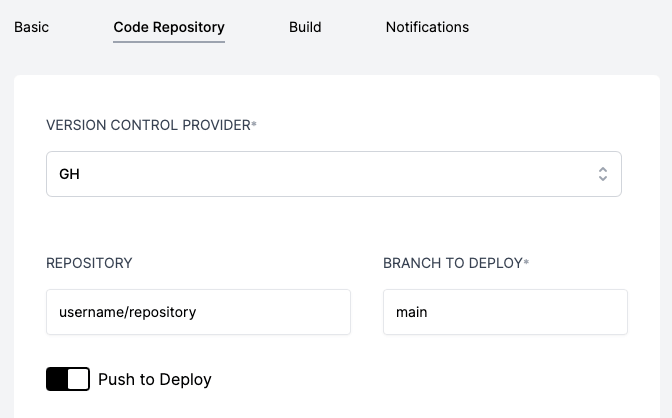 Basic Code Repository Build Notifications
VERSION CONTROL PROVIDER*
GH
REPOSITORY BRANCH TO DEPLOY*
username/repository main
Push to Deploy